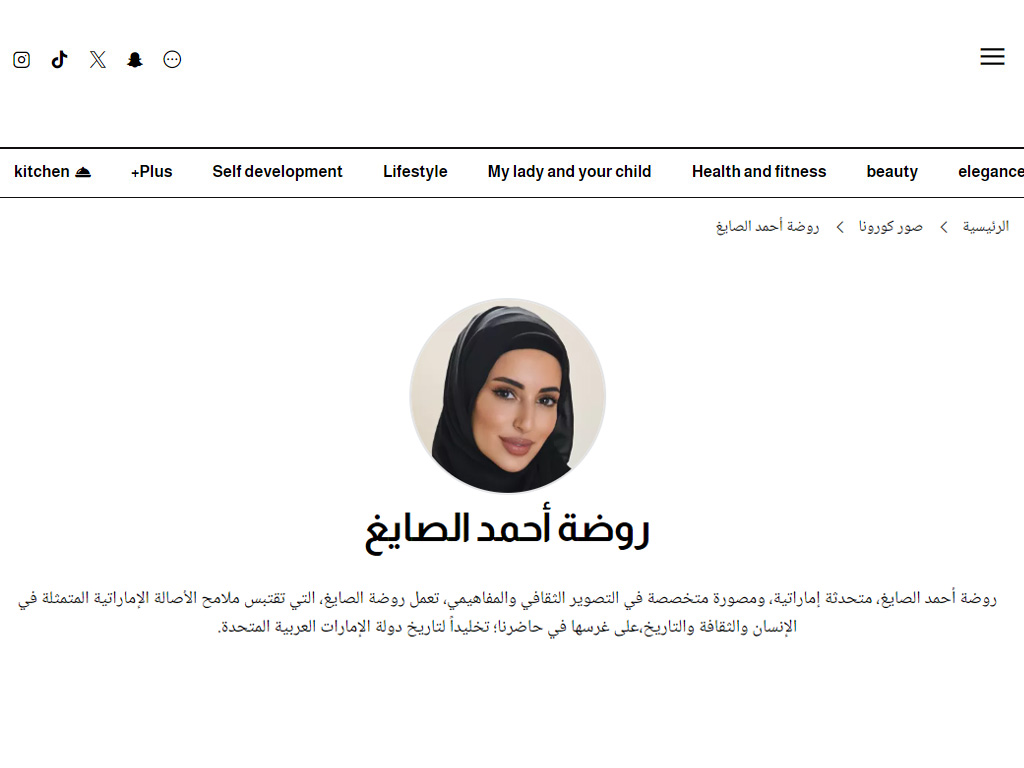 kitchen
+Plus
Self development
Lifestyle
My lady and your child
Health and fitness
beauty
elegance
الرئيسية
صور كورونا
روضة أحمد الصايغ
روضة أحمد الصايغ
روضة أحمد الصايغ، متحدثة إماراتية، ومصورة متخصصة في التصوير الثقافي والمفاهيمي، تعمل روضة الصايغ، التي تقتبس ملامح الأصالة الإماراتية المتمثلة في
الإنسان والثقافة والتاريخ،على غرسها في حاضرنا؛ تخليداً لتاريخ دولة الإمارات العربية المتحدة.